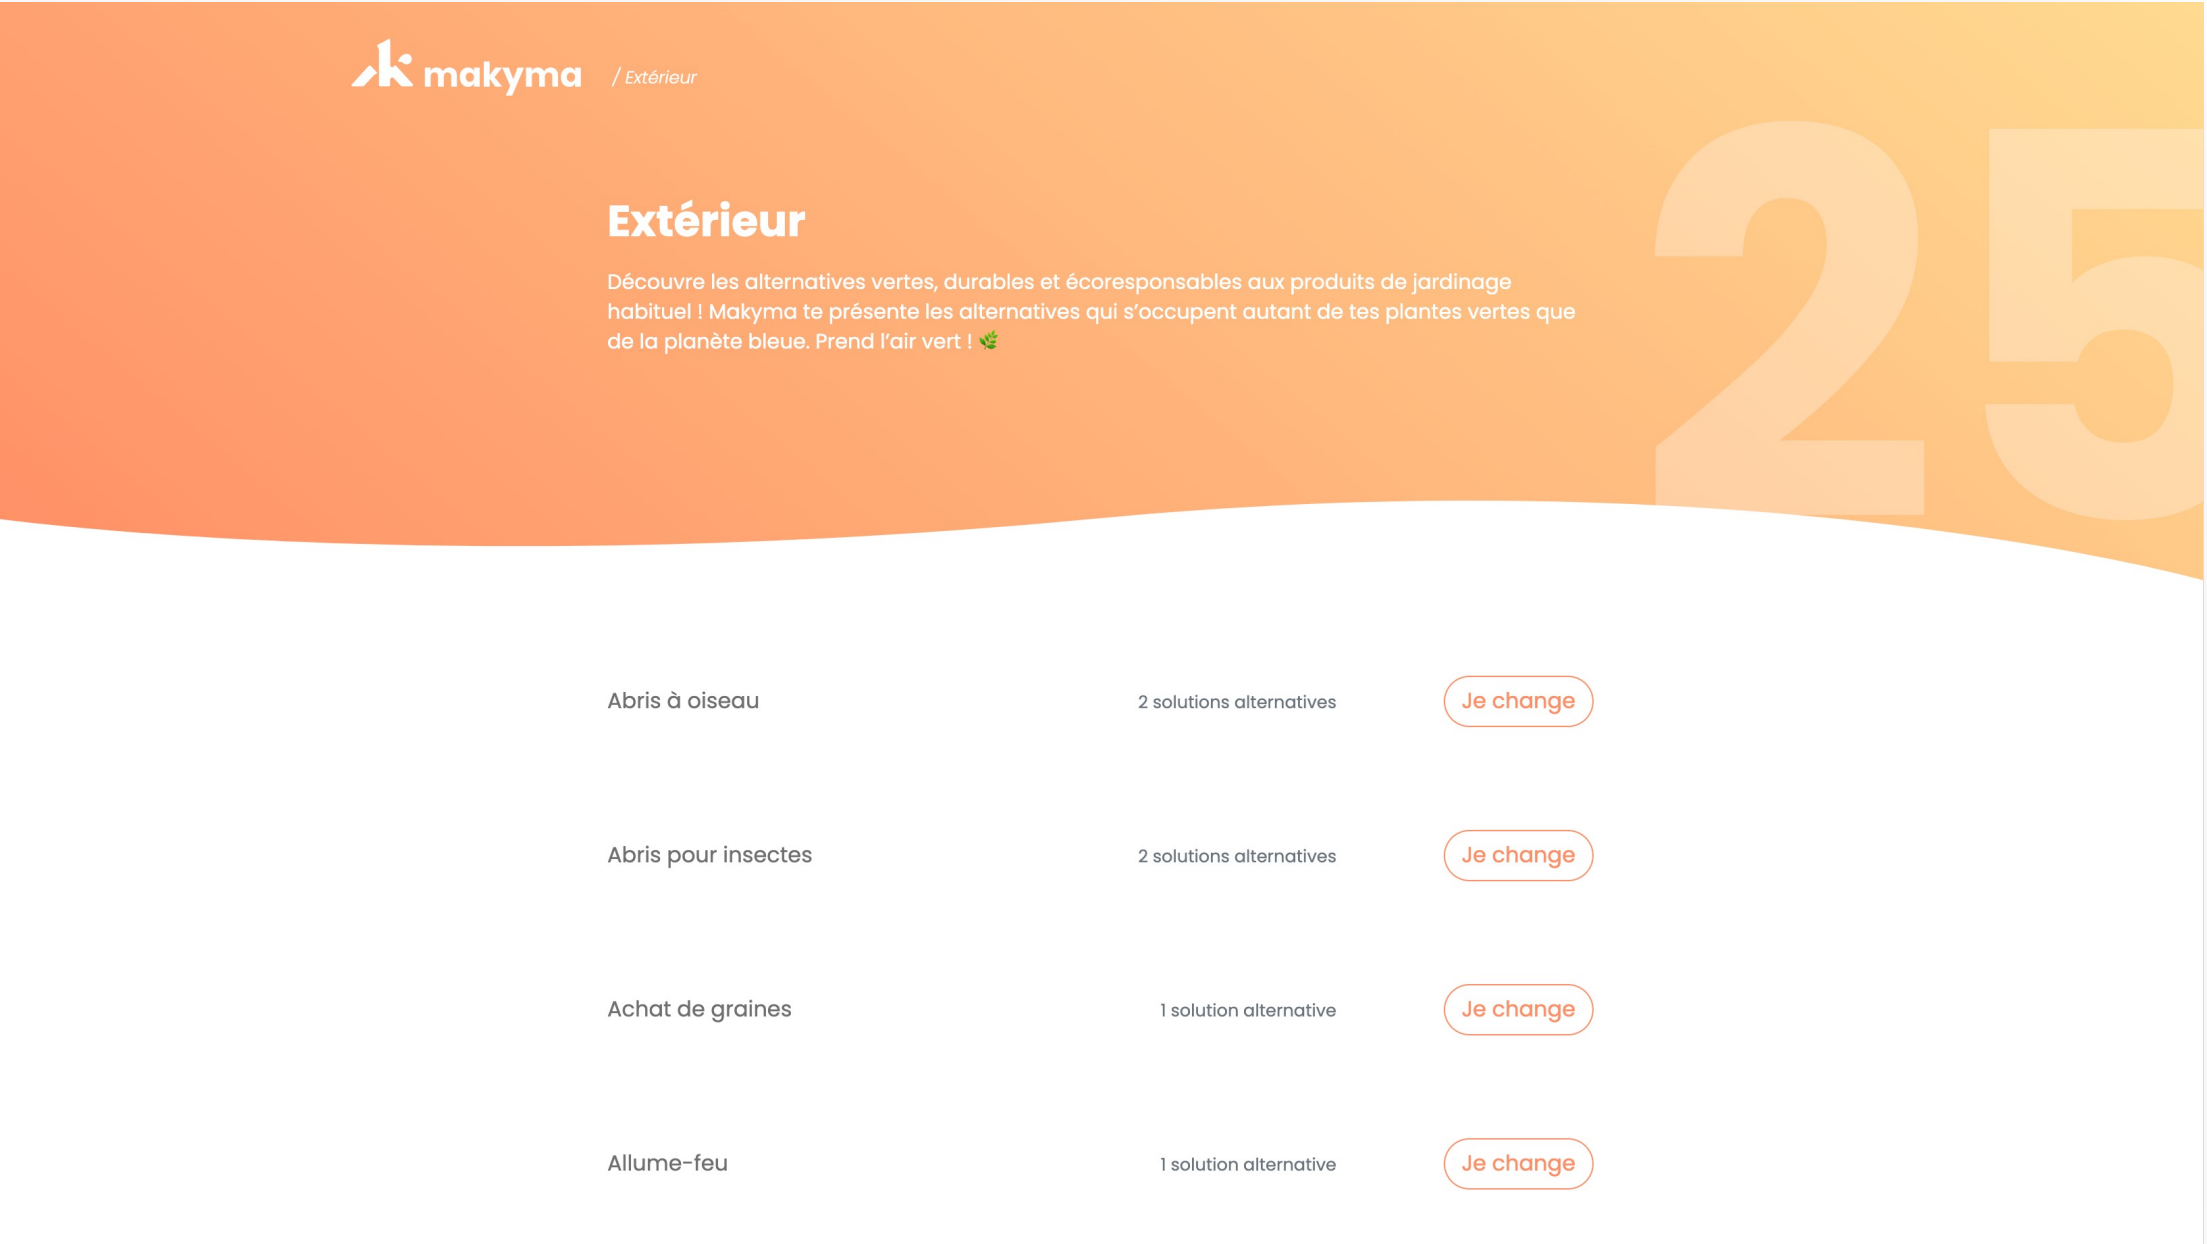 makyma / Extérieur
25
Extérieur
Découvre les alternatives vertes, durables et écoresponsables aux produits de jardinage
habituel ! Makyma te présente les alternatives qui s’occupent autant de tes plantes vertes que
de la planète bleue. Prend l’air vert ! 🌿
Abris à oiseau 2 solutions alternatives Je change
Abris pour insectes 2 solutions alternatives Je change
Achat de graines 1 solution alternative Je change
Allume-feu 1 solution alternative Je change